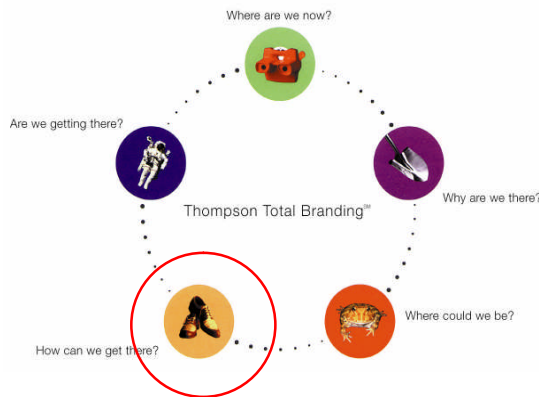 Where are we now?
Are we getting there?
Why are we there?
Thompson Total Branding℠
Where could we be?
How can we get there?